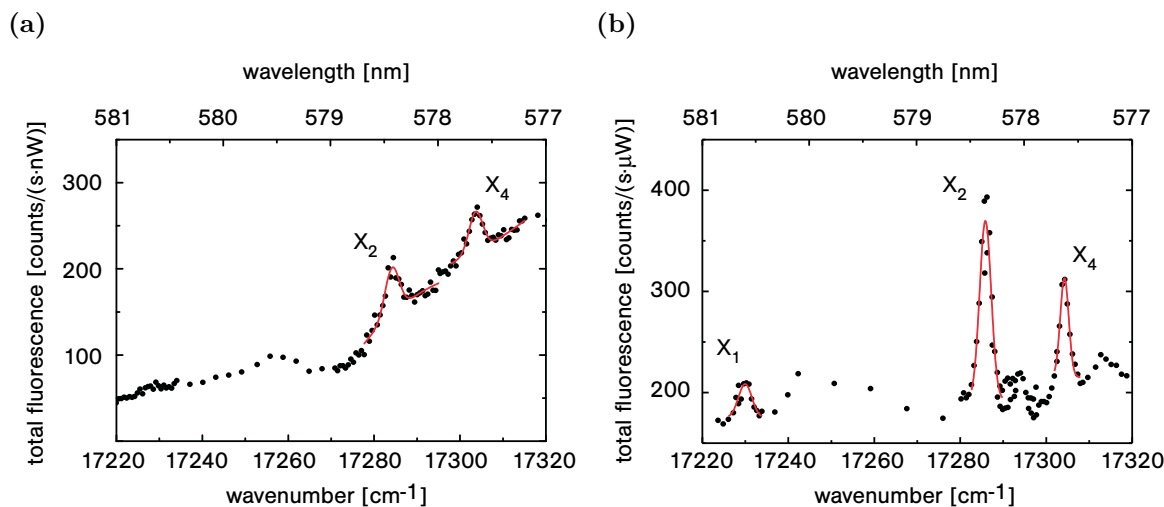 (a)
wavelength [nm]
581 580 579 578 577
total fluorescence [counts/(s·nW)]
300
200
100
0
X2
X4
17220 17240 17260 17280 17300 17320
wavenumber [cm-1]
(b)
wavelength [nm]
581 580 579 578 577
total fluorescence [counts/(s·μW)]
400
300
200
X1
X2
X4
17220 17240 17260 17280 17300 17320
wavenumber [cm-1]